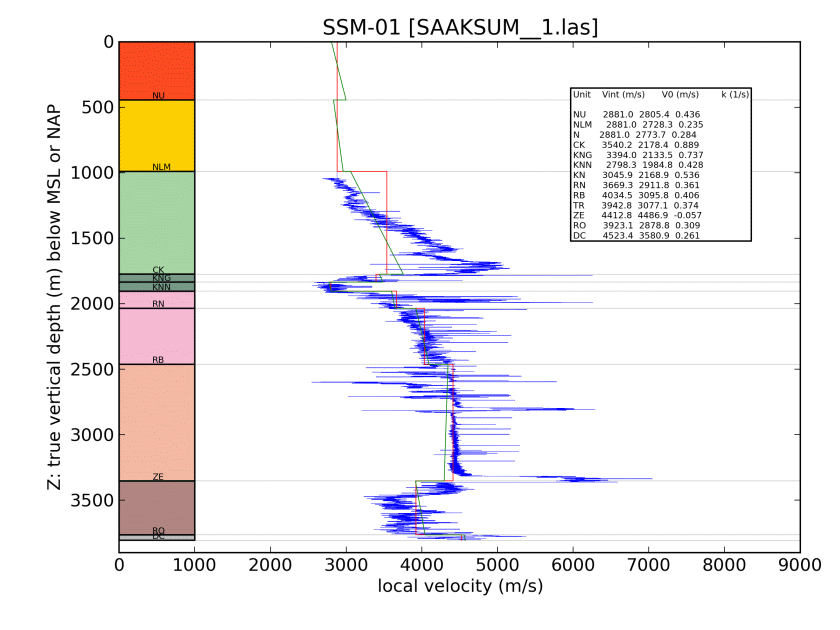 SSM-01 [SAAKSUM__1.las]
Z: true vertical depth (m) below MSL or NAP
0
500
1000
1500
2000
2500
3000
3500
NU
NLM
CK
KNG
KNN
RN
RB
ZE
RO
DC
Unit Vint (m/s) V0 (m/s) k (1/s)
NU 2881.0 2805.4 0.436
NLM 2881.0 2728.3 0.235
N 2881.0 2773.7 0.284
CK 3540.2 2178.4 0.889
KNG 3394.0 2133.5 0.737
KNN 2798.3 1984.8 0.428
KN 3045.9 2168.9 0.536
RN 3669.3 2911.8 0.361
RB 4034.5 3095.8 0.406
TR 3942.8 3077.1 0.374
ZE 4412.8 4486.9 -0.057
RO 3923.1 2878.8 0.309
DC 4523.4 3580.9 0.261
0 1000 2000 3000 4000 5000 6000 7000 8000 9000
local velocity (m/s)